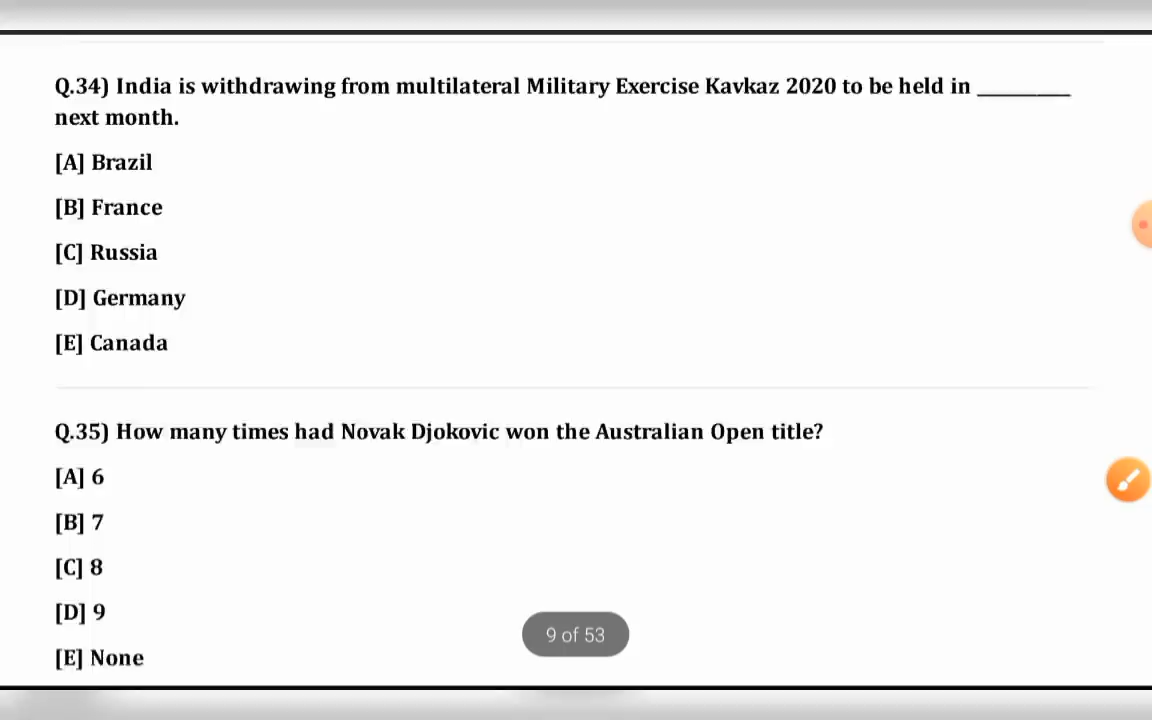 Q.34) India is withdrawing from multilateral Military Exercise Kavkaz 2020 to be held in ________
next month.
[A] Brazil
[B] France
[C] Russia
[D] Germany
[E] Canada
Q.35) How many times had Novak Djokovic won the Australian Open title?
[A] 6
[B] 7
[C] 8
[D] 9
[E] None
9 of 53